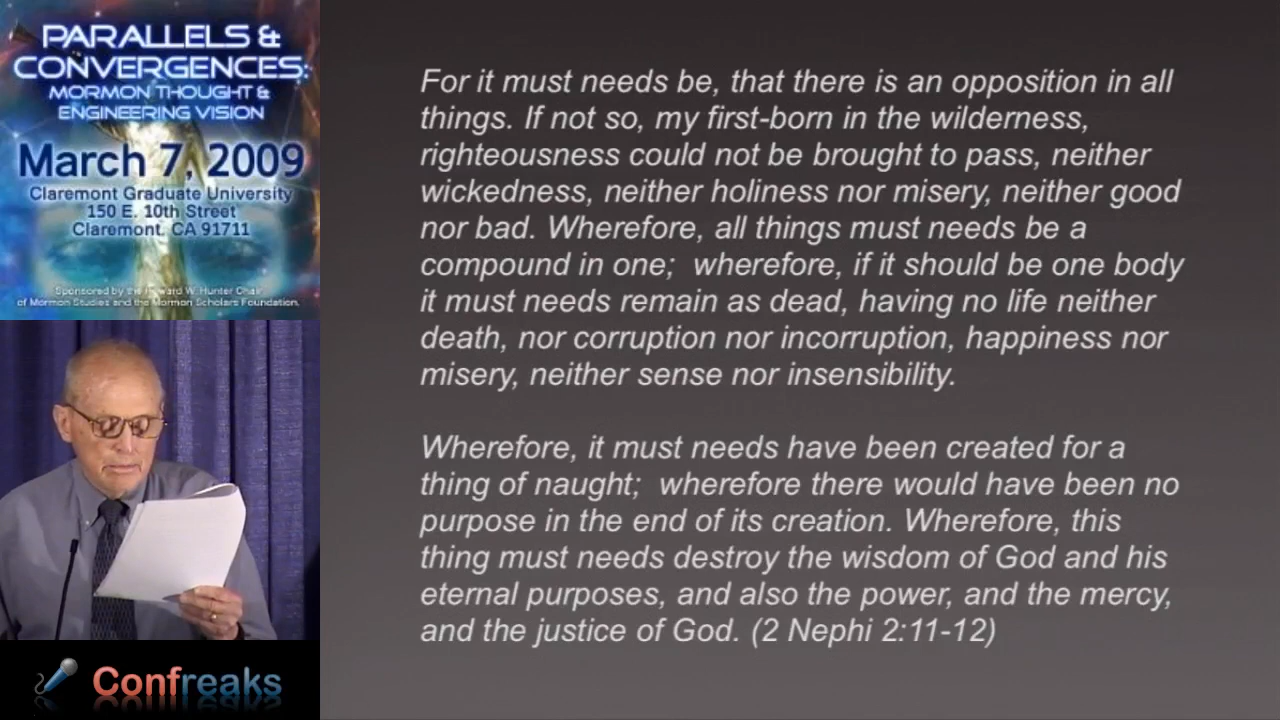 PARALLELS &
CONVERGENCES:
MORMON THOUGHT &
ENGINEERING VISION
March 7, 2009
Claremont Graduate University
150 E. 10th Street
Claremont, CA 91711
Sponsored by the Howard W. Hunter Chair
of Mormon Studies and the Mormon Scholars Foundation.
Confreaks
For it must needs be, that there is an opposition in all
things. If not so, my first-born in the wilderness,
righteousness could not be brought to pass, neither
wickedness, neither holiness nor misery, neither good
nor bad. Wherefore, all things must needs be a
compound in one;  wherefore, if it should be one body
it must needs remain as dead, having no life neither
death, nor corruption nor incorruption, happiness nor
misery, neither sense nor insensibility.
Wherefore, it must needs have been created for a
thing of naught;  wherefore there would have been no
purpose in the end of its creation. Wherefore, this
thing must needs destroy the wisdom of God and his
eternal purposes, and also the power, and the mercy,
and the justice of God. (2 Nephi 2:11-12)